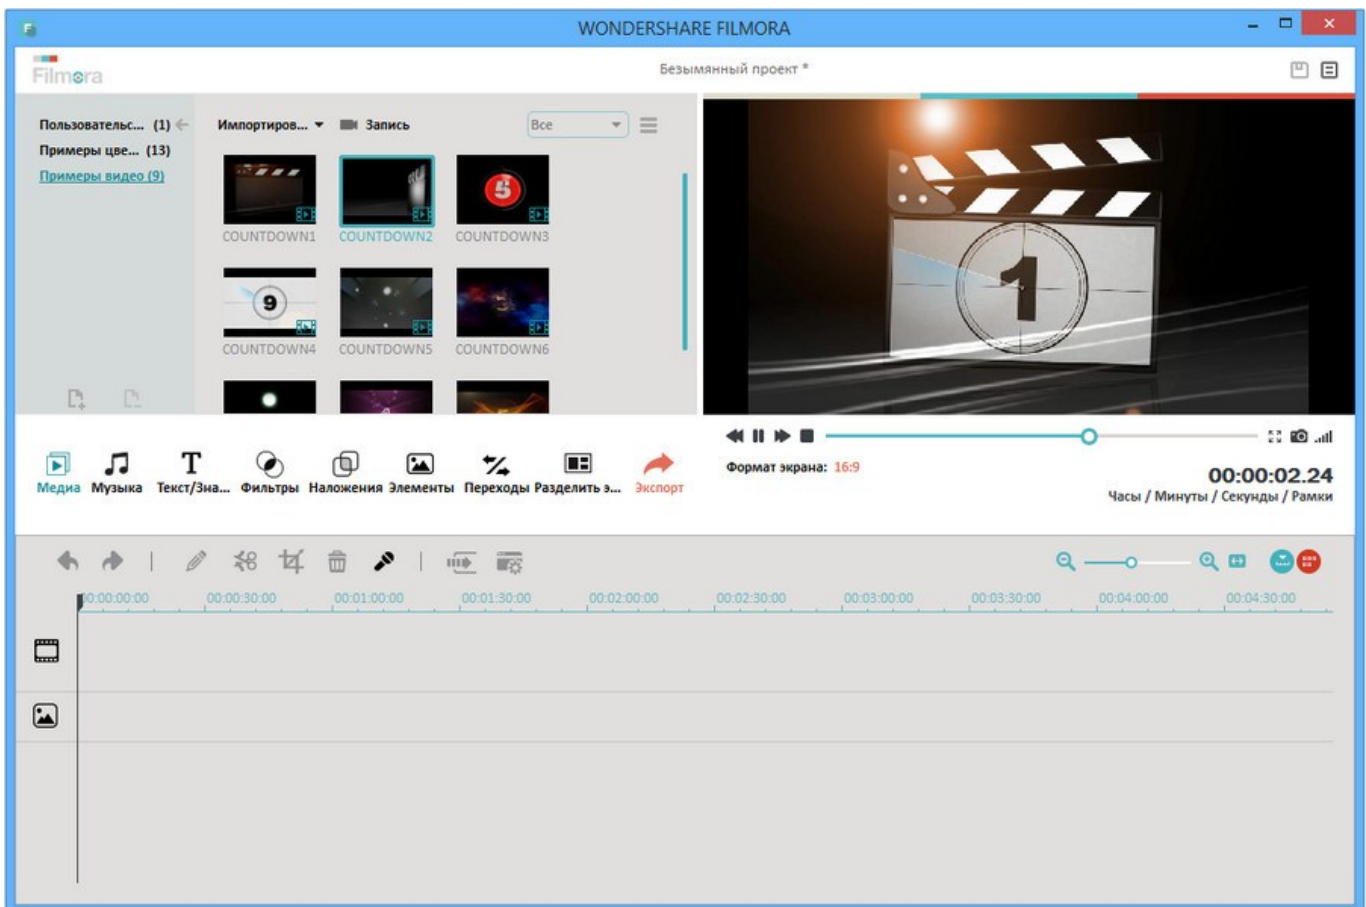 WONDERSHARE FILMORA
Filmora
Безымянный проект *
Пользовательс... (1)
Примеры цве... (13)
Примеры видео (9)
Импортиров...
Запись
Все
5
COUNTDOWN1
COUNTDOWN2
COUNTDOWN3
9
COUNTDOWN4
COUNTDOWN5
COUNTDOWN6
1
Медиа
Музыка
Текст/Зна...
Фильтры
Наложения
Элементы
Переходы
Разделить э...
Экспорт
Формат экрана: 16:9
00:00:02.24
Часы / Минуты / Секунды / Рамки
00:00:00:00
00:00:30:00
00:01:00:00
00:01:30:00
00:02:00:00
00:02:30:00
00:03:00:00
00:03:30:00
00:04:00:00
00:04:30:00